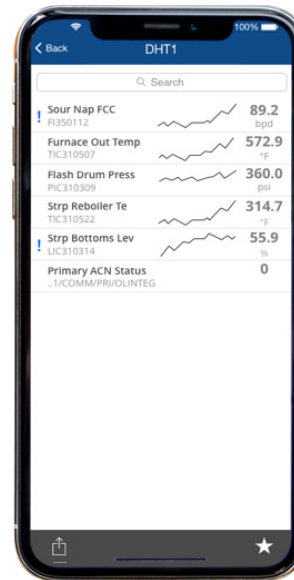 100%
Back
DHT1
Search
! Sour Nap FCC
FI350112
89.2
bpd
Furnace Out Temp
TIC310507
572.9
°F
Flash Drum Press
PIC310309
360.0
psi
Strp Reboiler Te
TIC310522
314.7
°F
! Strp Bottoms Lev
LIC310314
55.9
%
Primary ACN Status
..1/COMM/PRI/OLINTEG
0